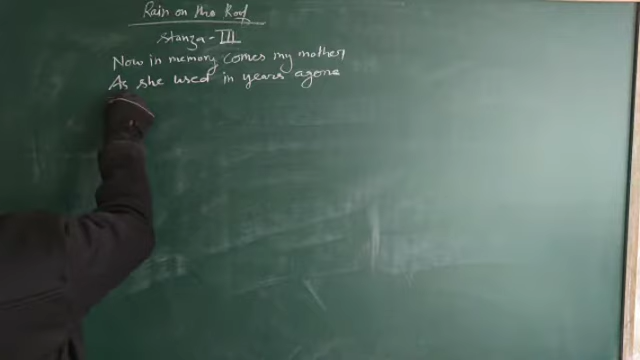 Rain on the Roof
Stanza - III
Now in memory comes my mother
As she used in years agone